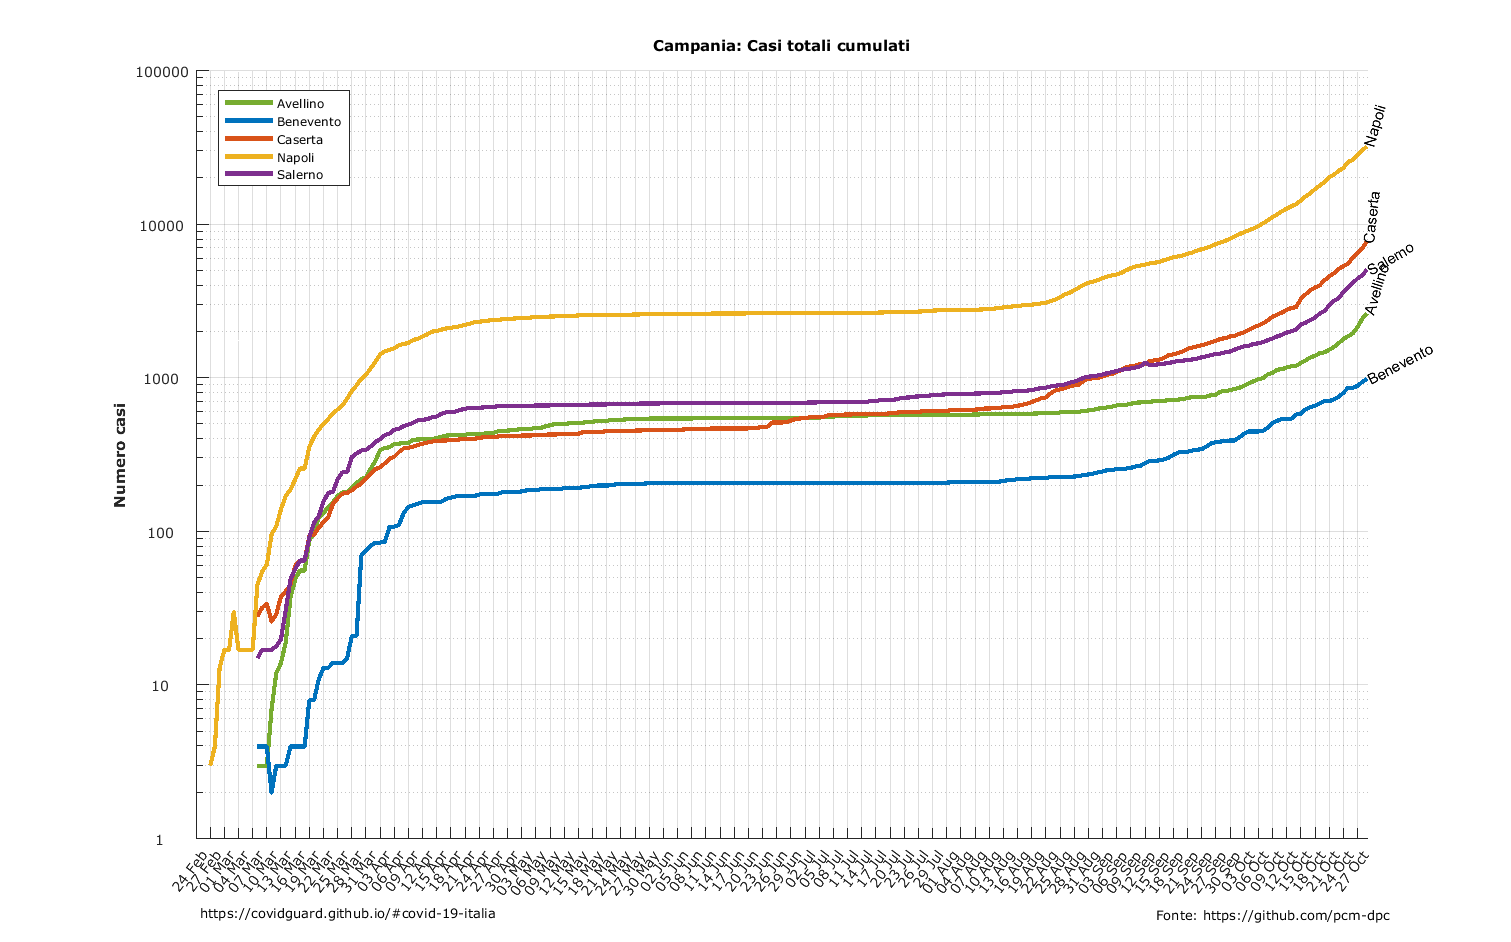 Campania: Casi totali cumulati
100000
10000
1000
100
10
1
Numero casi
Avellino
Benevento
Caserta
Napoli
Salerno
Napoli
Caserta
Salerno
Avellino
Benevento
24 Feb
27 Feb
01 Mar
04 Mar
07 Mar
10 Mar
13 Mar
16 Mar
19 Mar
22 Mar
25 Mar
28 Mar
31 Mar
03 Apr
06 Apr
09 Apr
12 Apr
15 Apr
18 Apr
21 Apr
24 Apr
27 Apr
30 Apr
03 May
06 May
09 May
12 May
15 May
18 May
21 May
24 May
27 May
30 May
02 Jun
05 Jun
08 Jun
11 Jun
14 Jun
17 Jun
20 Jun
23 Jun
26 Jun
29 Jun
02 Jul
05 Jul
08 Jul
11 Jul
14 Jul
17 Jul
20 Jul
23 Jul
26 Jul
29 Jul
01 Aug
04 Aug
07 Aug
10 Aug
13 Aug
16 Aug
19 Aug
22 Aug
25 Aug
28 Aug
31 Aug
03 Sep
06 Sep
09 Sep
12 Sep
15 Sep
18 Sep
21 Sep
24 Sep
27 Sep
30 Sep
03 Oct
06 Oct
09 Oct
12 Oct
15 Oct
18 Oct
21 Oct
24 Oct
27 Oct
https://covidguard.github.io/#covid-19-italia
Fonte: https://github.com/pcm-dpc